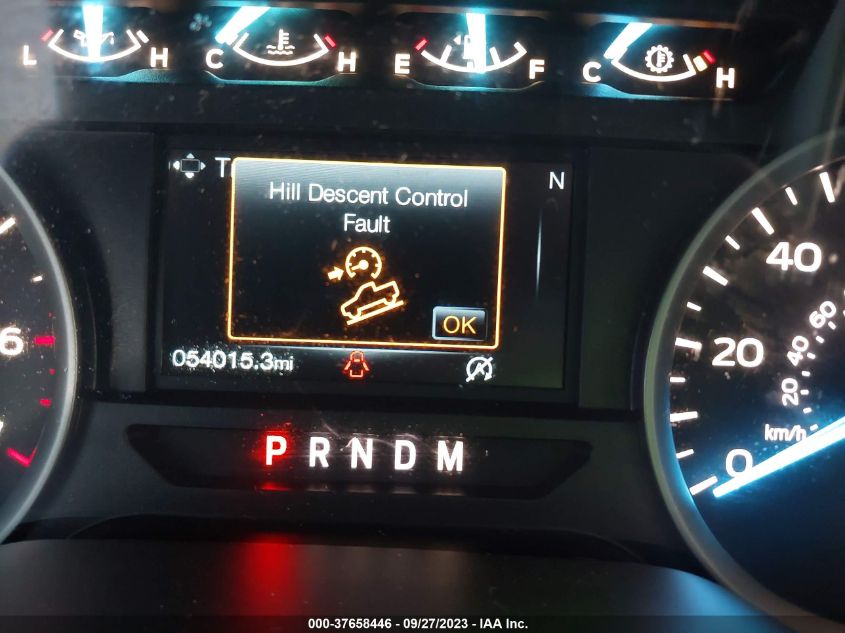 L H C H E F C H
T N
Hill Descent Control
Fault
OK
054015.3mi
P R N D M
6
40
20
0
60
40
20
km/h
000-37658446 - 09/27/2023 - IAA Inc.